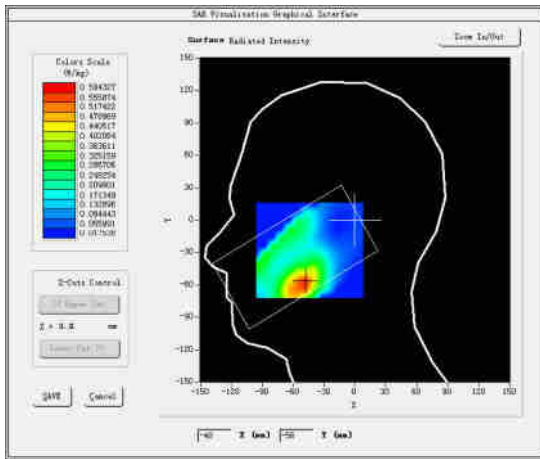 SAR Visualisation Graphical Interface
Surface Radiated Intensity
Zoom In/Out
Colors Scale
(W/kg)
0.594327
0.555874
0.517422
0.478969
0.440517
0.402064
0.363611
0.325159
0.286706
0.248254
0.209801
0.171349
0.132896
0.094443
0.055991
0.017538
150
120
90
60
30
0
-30
-60
-90
-120
-150
Y
-150 -120 -90 -60 -30 0 30 60 90 120 150
X
Z-Cuts Control
Z = 0.0 mm
SAVE
Cancel
X (mm)
Y (mm)